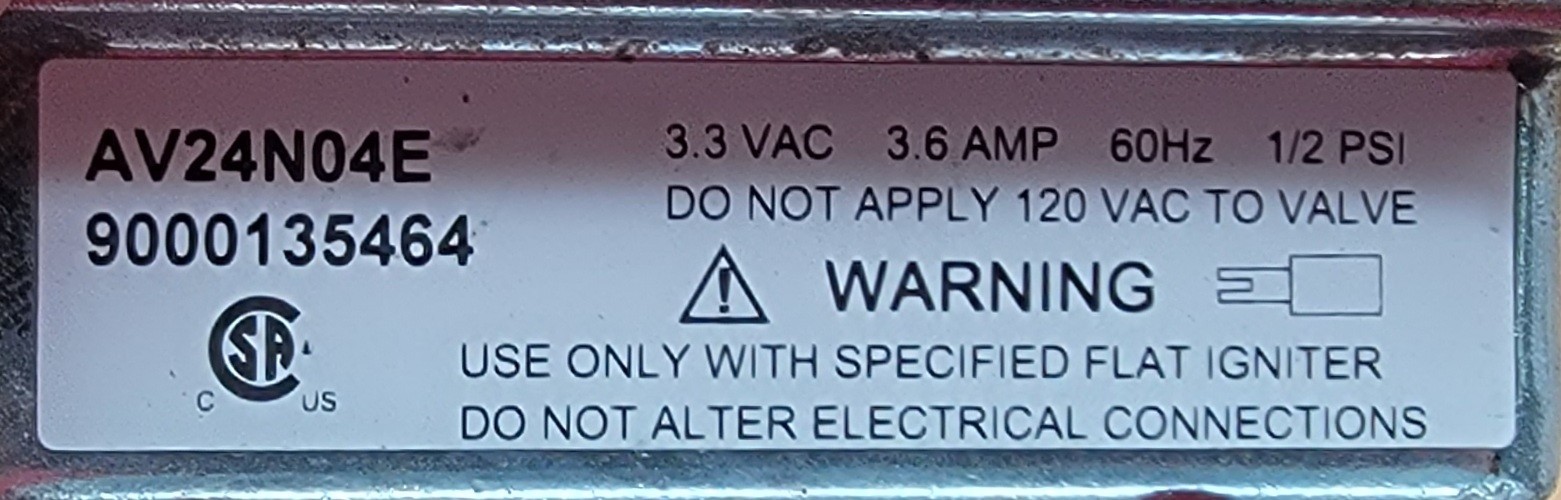 AV24N04E
9000135464
3.3 VAC 3.6 AMP 60Hz 1/2 PSI
DO NOT APPLY 120 VAC TO VALVE
WARNING
USE ONLY WITH SPECIFIED FLAT IGNITER
DO NOT ALTER ELECTRICAL CONNECTIONS
SA
C US